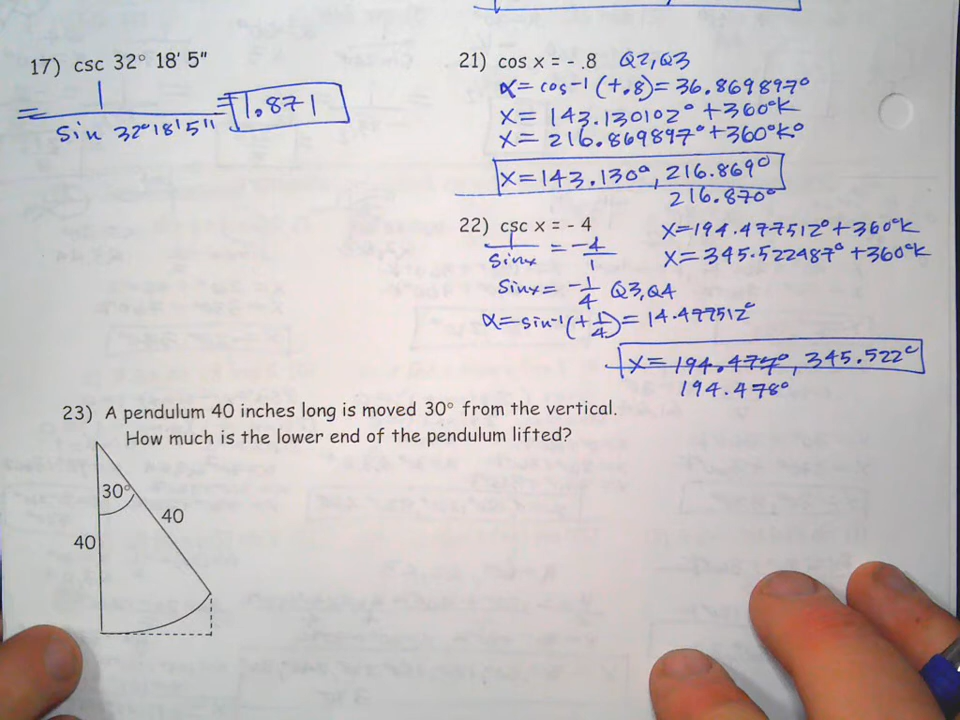 17) csc 32° 18' 5"
= 1 / sin 32°18'5" = 1.871
21) cos x = - .8 Q2, Q3
α = cos⁻¹ (+.8) = 36.869897°
x = 143.130102° + 360°k
x = 216.869897° + 360°k°
x = 143.130°, 216.869°
216.870°
22) csc x = - 4
1 / sinx = -4 / 1
sinx = -1/4 Q3, Q4
α = sin⁻¹ (+1/4) = 14.477512°
x = 194.477512° + 360°k
x = 345.522487° + 360°k
x = 194.477°, 345.522°
194.478°
23) A pendulum 40 inches long is moved 30° from the vertical.
How much is the lower end of the pendulum lifted?
30°
40
40